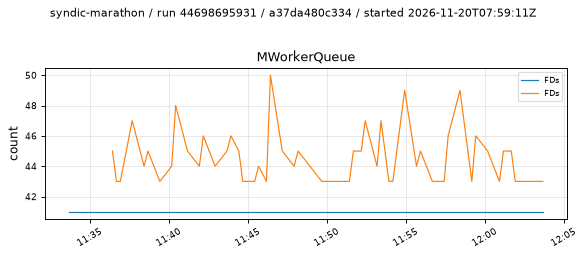 syndic-marathon / run 44698695931 / a37da480c334 / started 2026-11-20T07:59:11Z
MWorkerQueue
FDs
FDs
count
50
48
46
44
42
11:35
11:40
11:45
11:50
11:55
12:00
12:05